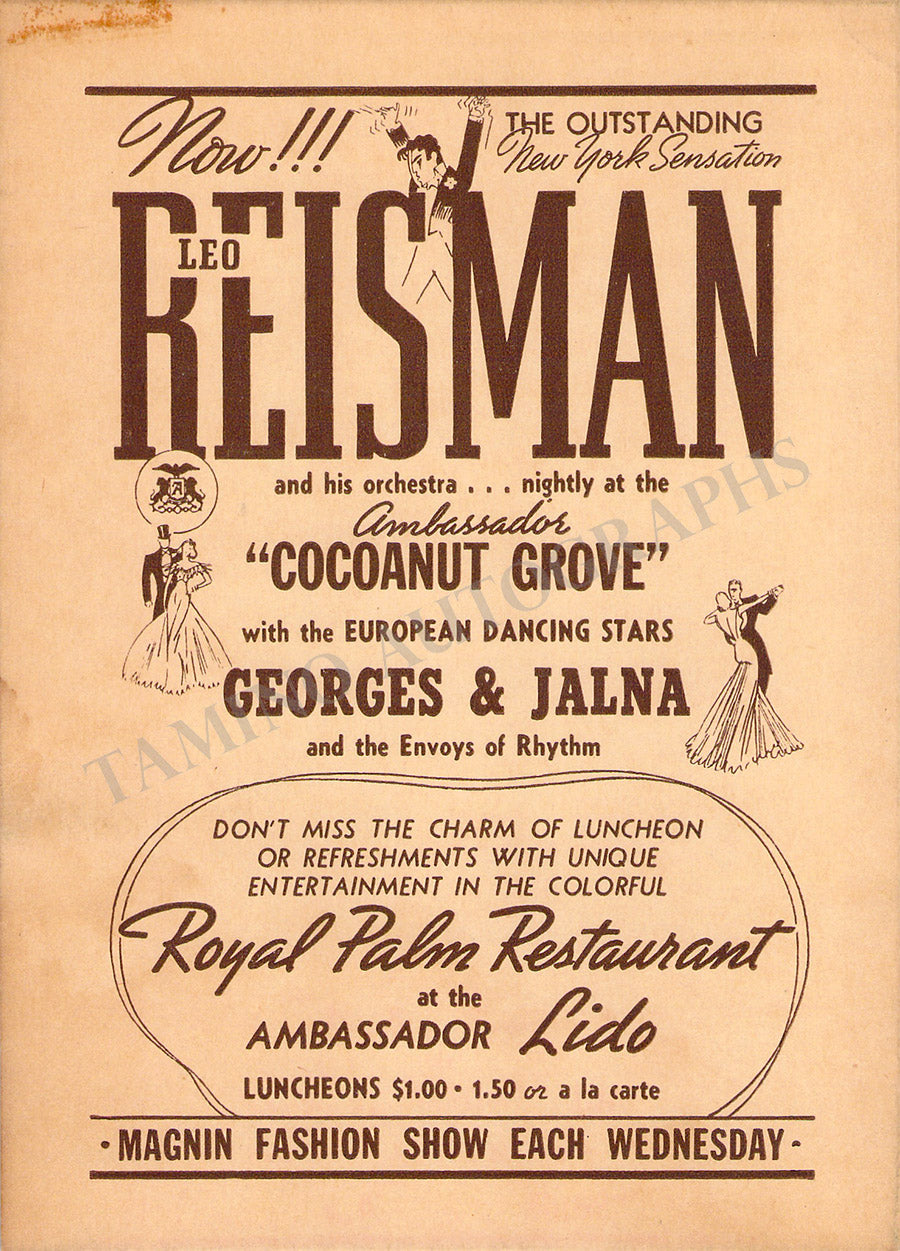 Now!!!
THE OUTSTANDING
New York Sensation
LEO
REISMAN
A
and his orchestra . . . nightly at the
Ambassador
“COCOANUT GROVE”
with the EUROPEAN DANCING STARS
GEORGES & JALNA
and the Envoys of Rhythm
TAMINO AUTOGRAPHS
DON'T MISS THE CHARM OF LUNCHEON
OR REFRESHMENTS WITH UNIQUE
ENTERTAINMENT IN THE COLORFUL
Royal Palm Restaurant
at the
AMBASSADOR Lido
LUNCHEONS $1.00 • 1.50 or a la carte
• MAGNIN FASHION SHOW EACH WEDNESDAY •